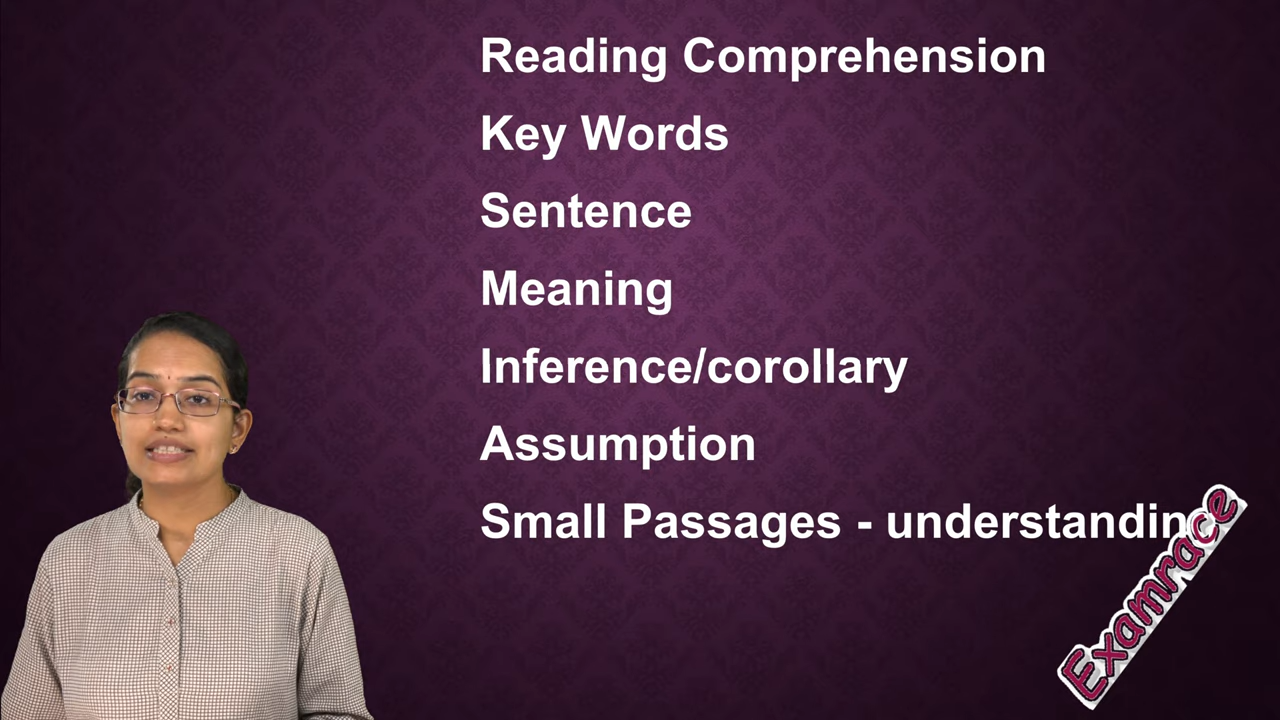 Reading Comprehension
Key Words
Sentence
Meaning
Inference/corollary
Assumption
Small Passages - understanding
Examrace